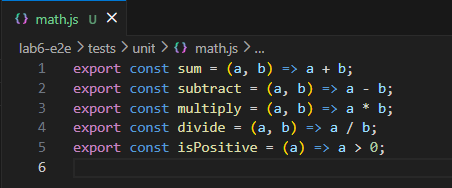 math.js U
lab6-e2e > tests > unit > math.js > ...
1 export const sum = (a, b) => a + b;
2 export const subtract = (a, b) => a - b;
3 export const multiply = (a, b) => a * b;
4 export const divide = (a, b) => a / b;
5 export const isPositive = (a) => a > 0;
6